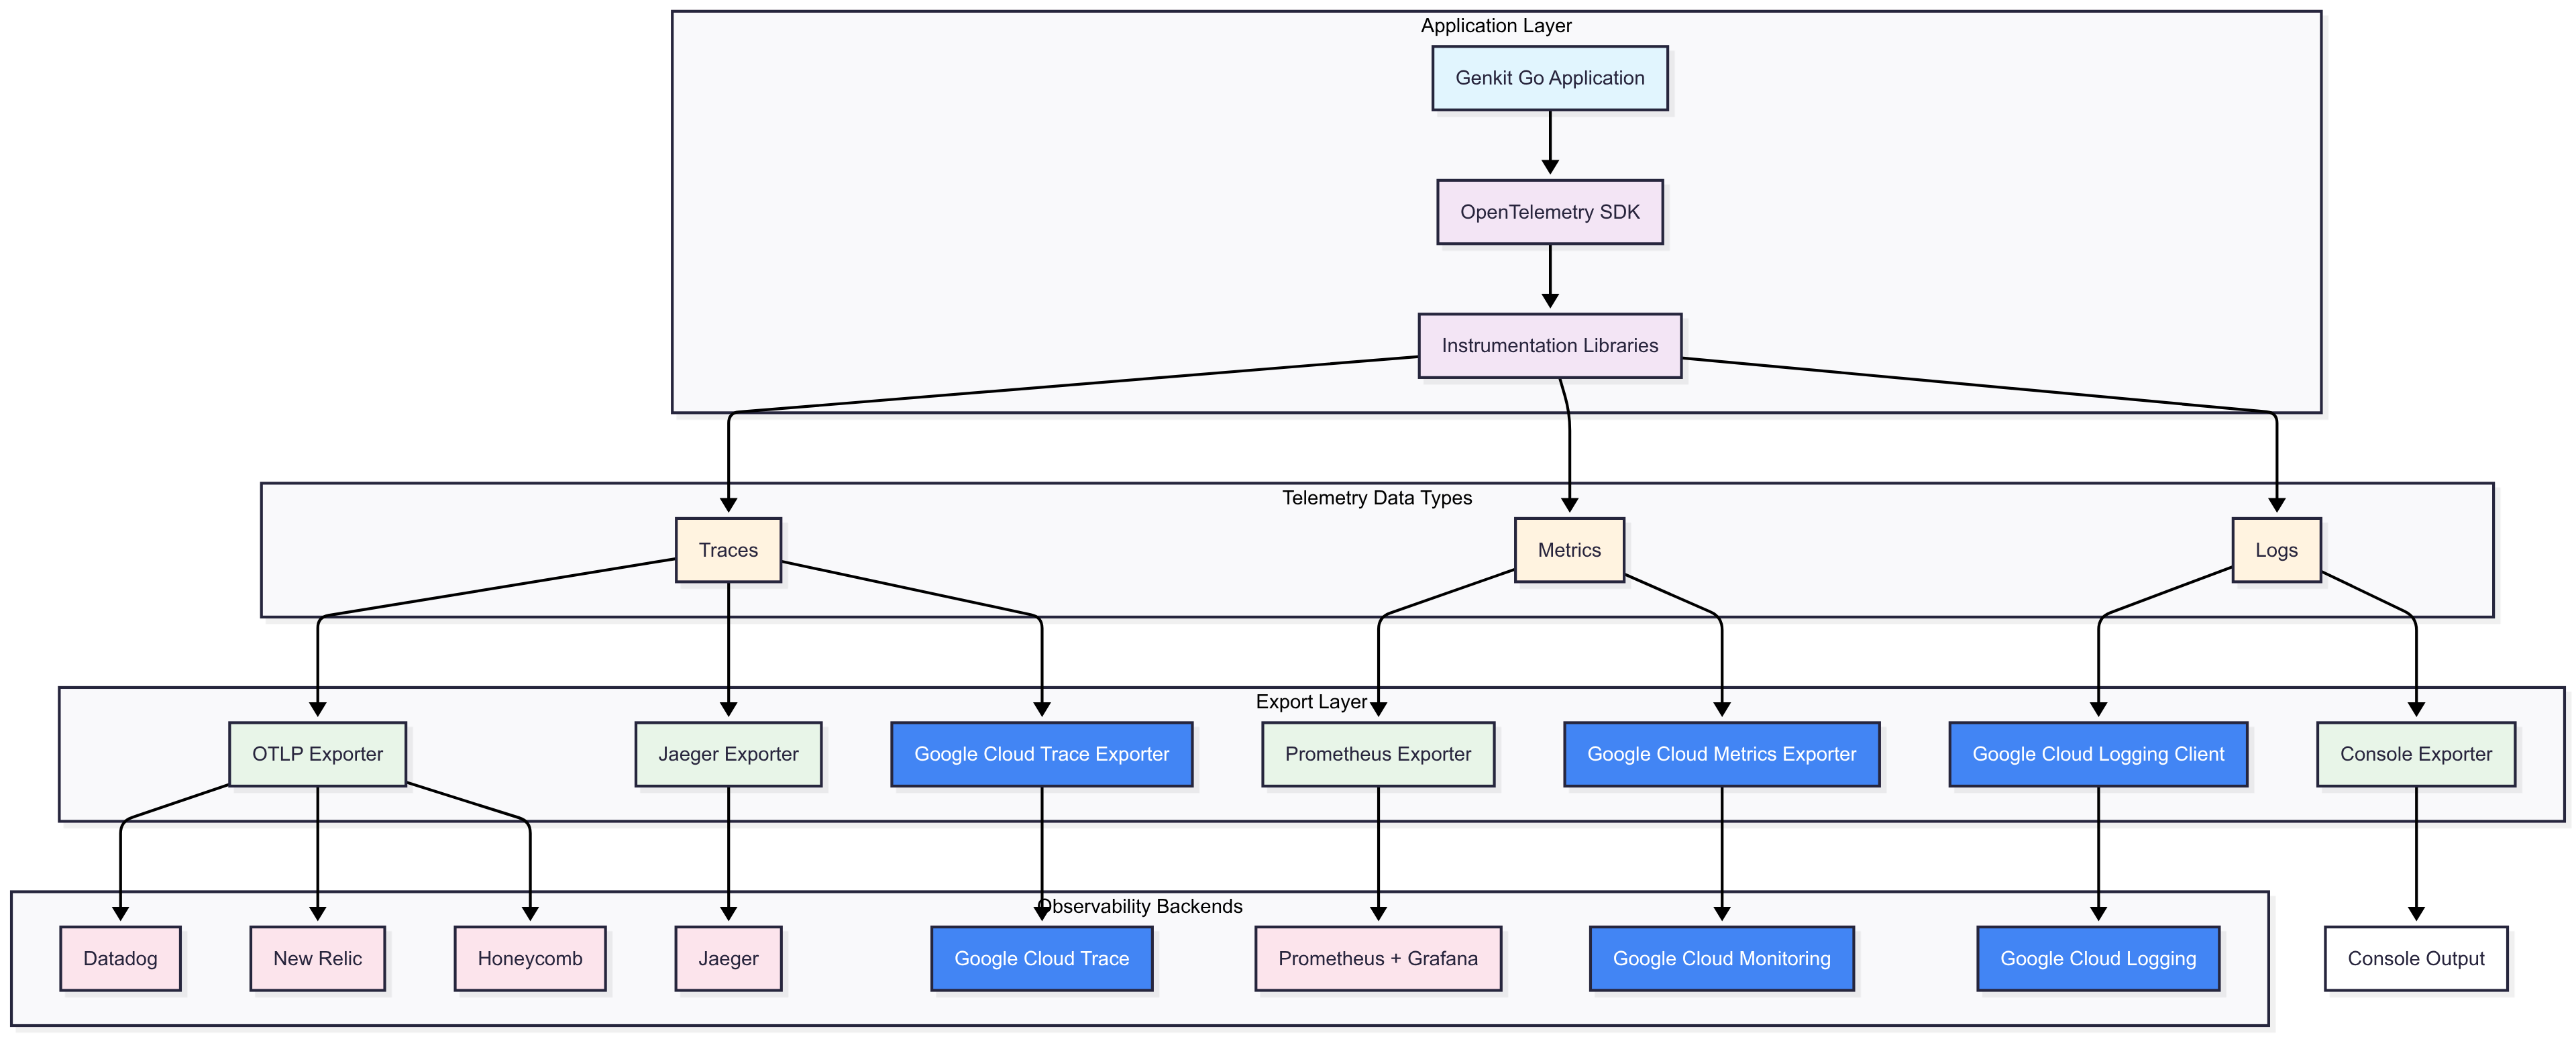 Application Layer
Genkit Go Application
OpenTelemetry SDK
Instrumentation Libraries
Telemetry Data Types
Traces
Metrics
Logs
Export Layer
OTLP Exporter
Jaeger Exporter
Google Cloud Trace Exporter
Prometheus Exporter
Google Cloud Metrics Exporter
Google Cloud Logging Client
Console Exporter
Observability Backends
Datadog
New Relic
Honeycomb
Jaeger
Google Cloud Trace
Prometheus + Grafana
Google Cloud Monitoring
Google Cloud Logging
Console Output